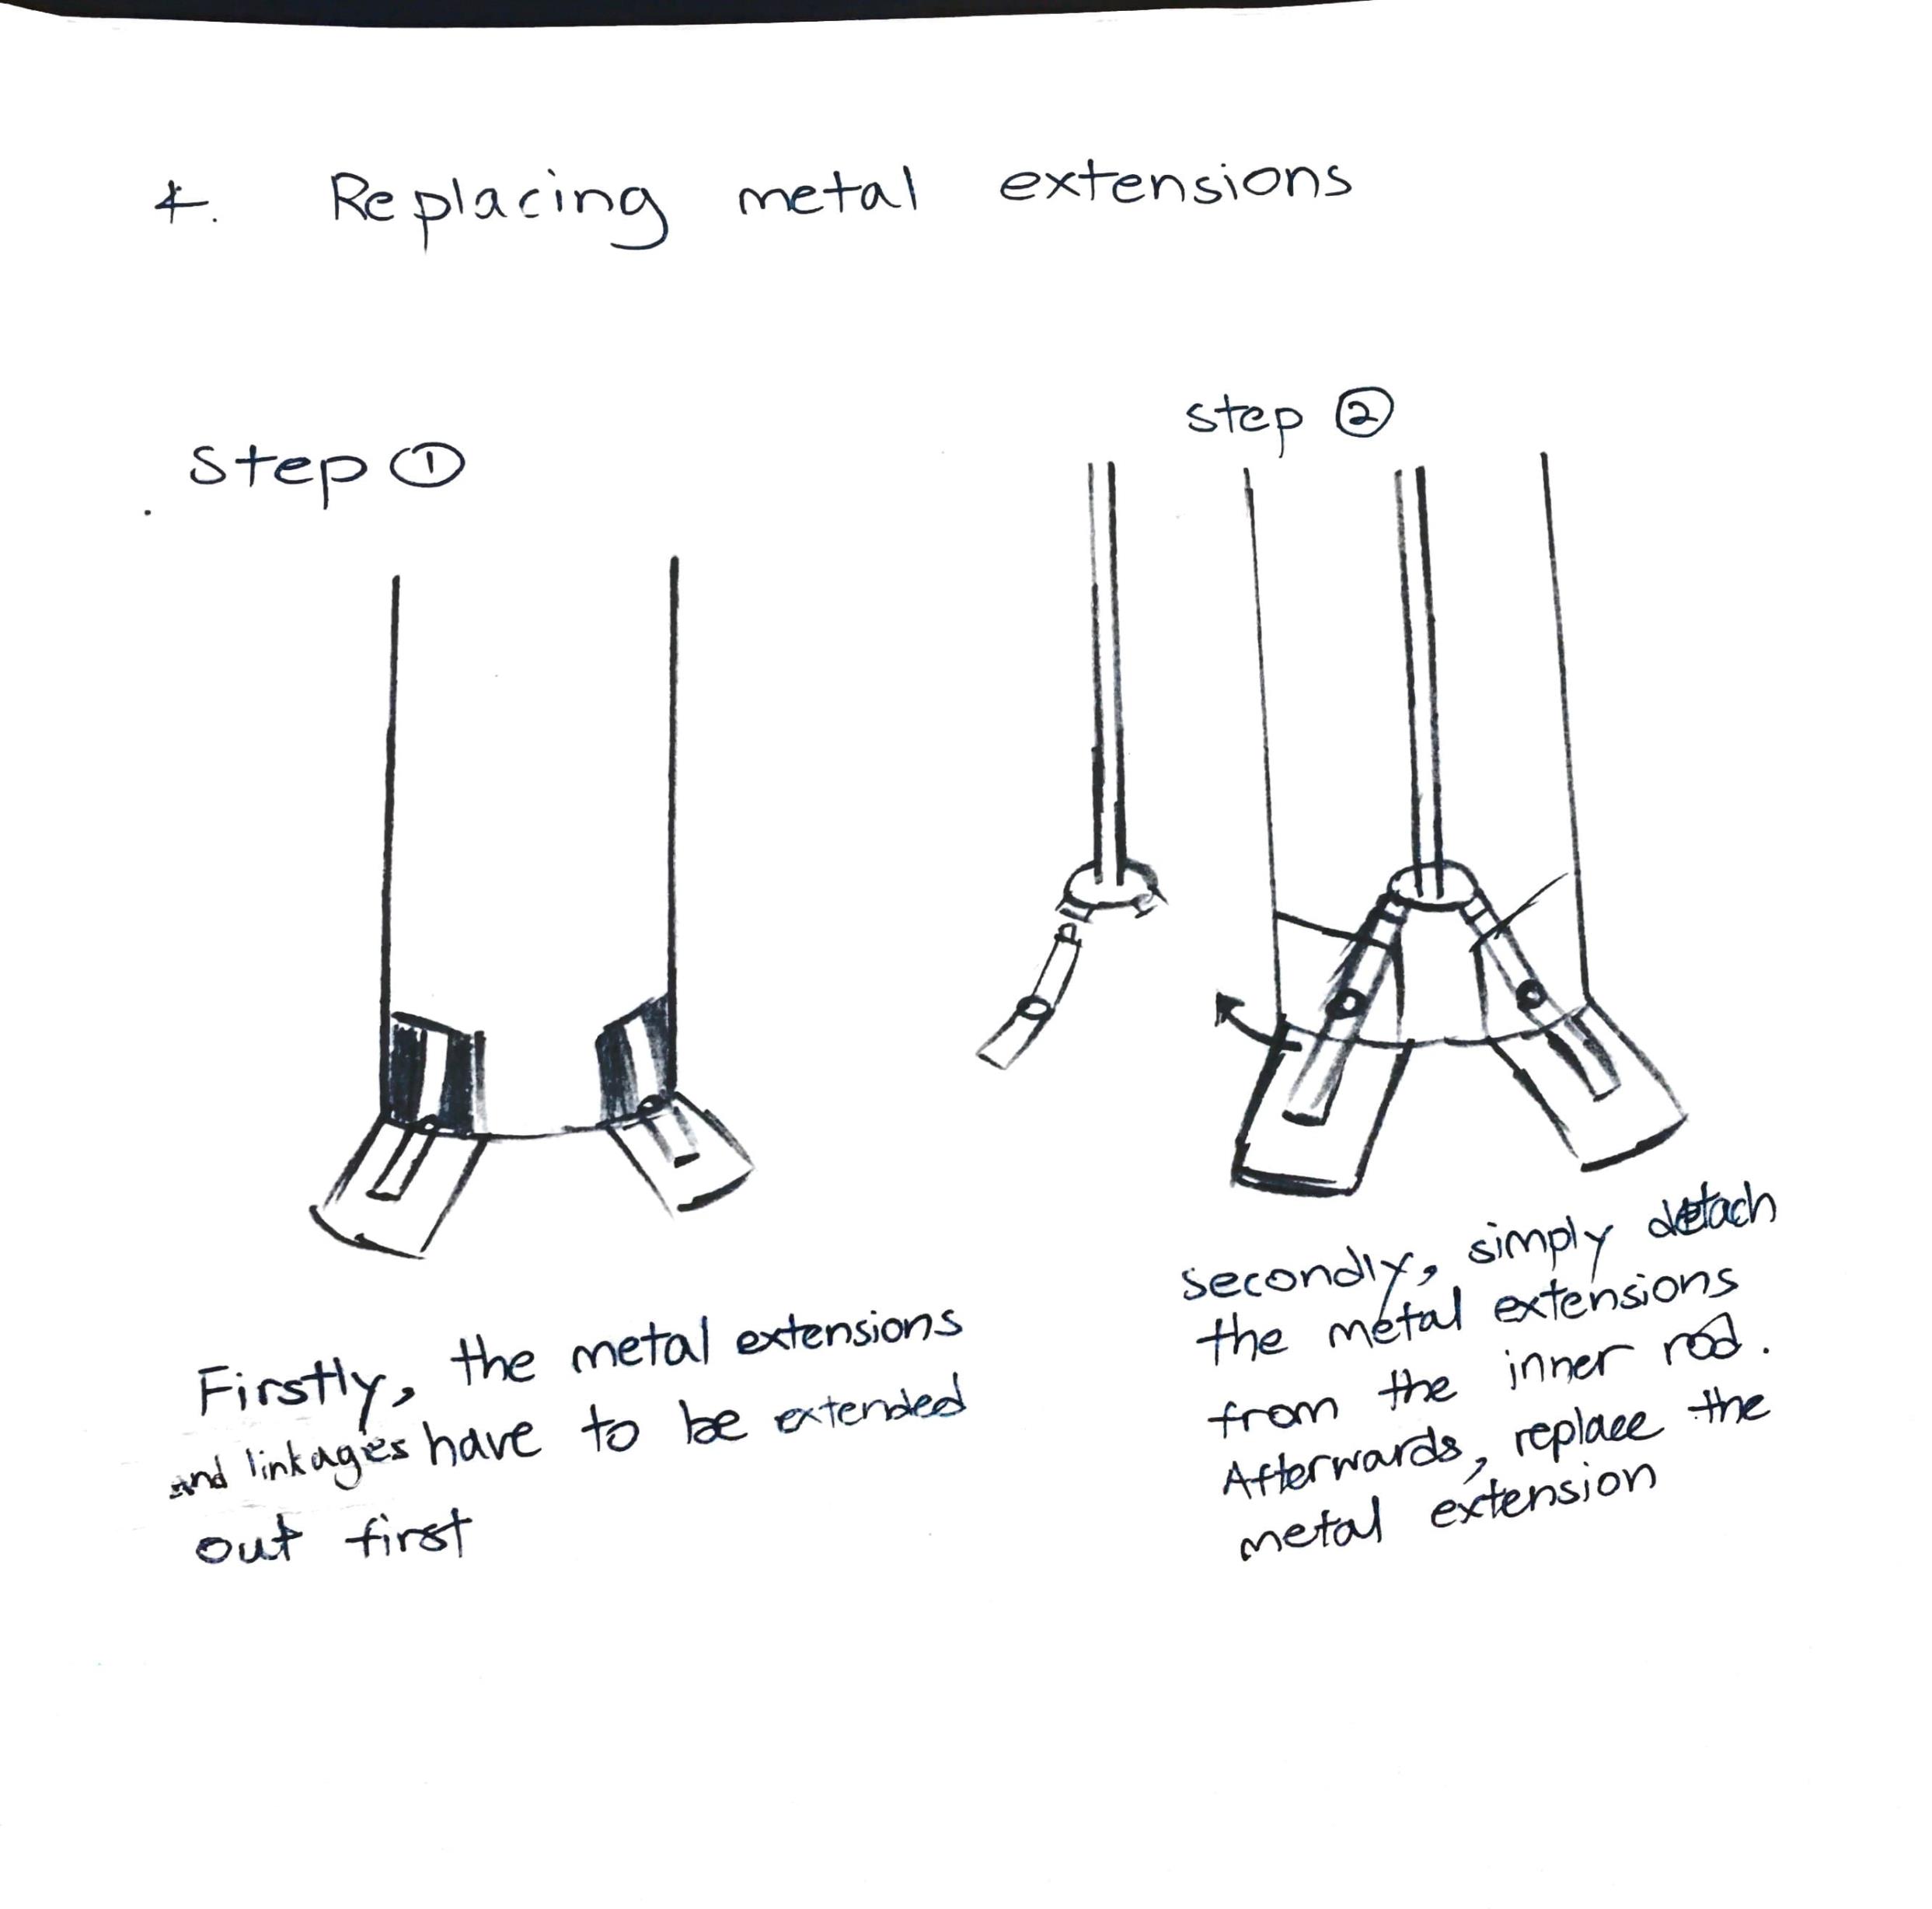 4. Replacing metal extensions
Step ①
Firstly, the metal extensions
and linkages have to be extended
out first
step ②
secondly, simply detach
the metal extensions
from the inner rod.
Afterwards, replace the
metal extension